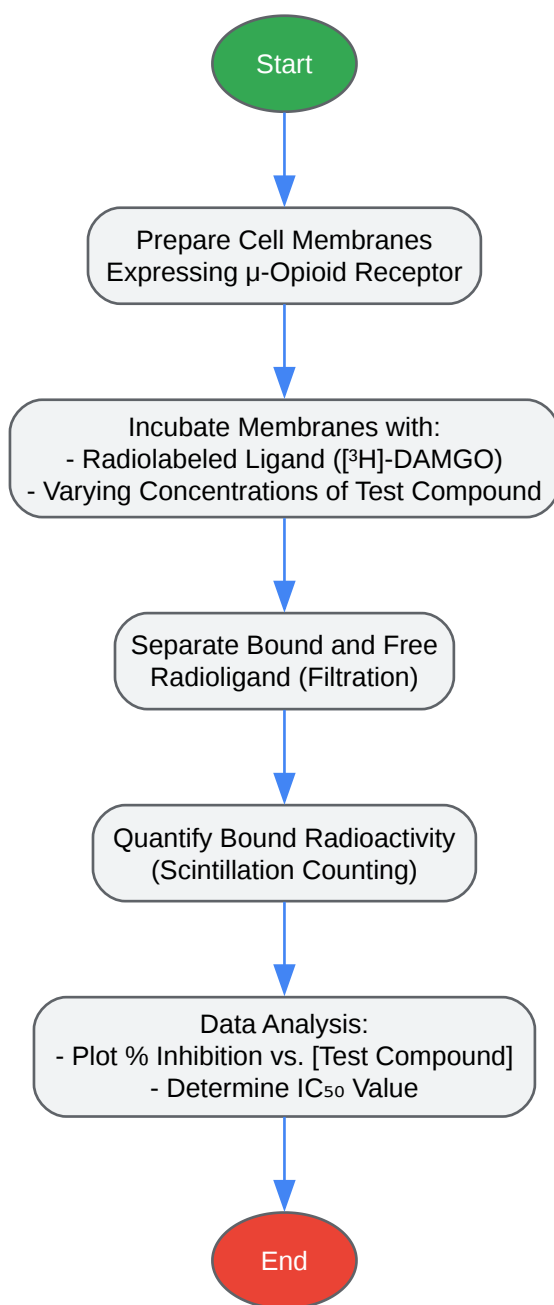 Start
Prepare Cell Membranes
Expressing μ-Opioid Receptor
Incubate Membranes with:
- Radiolabeled Ligand ([³H]-DAMGO)
- Varying Concentrations of Test Compound
Separate Bound and Free
Radioligand (Filtration)
Quantify Bound Radioactivity
(Scintillation Counting)
Data Analysis:
- Plot % Inhibition vs. [Test Compound]
- Determine IC₅₀ Value
End